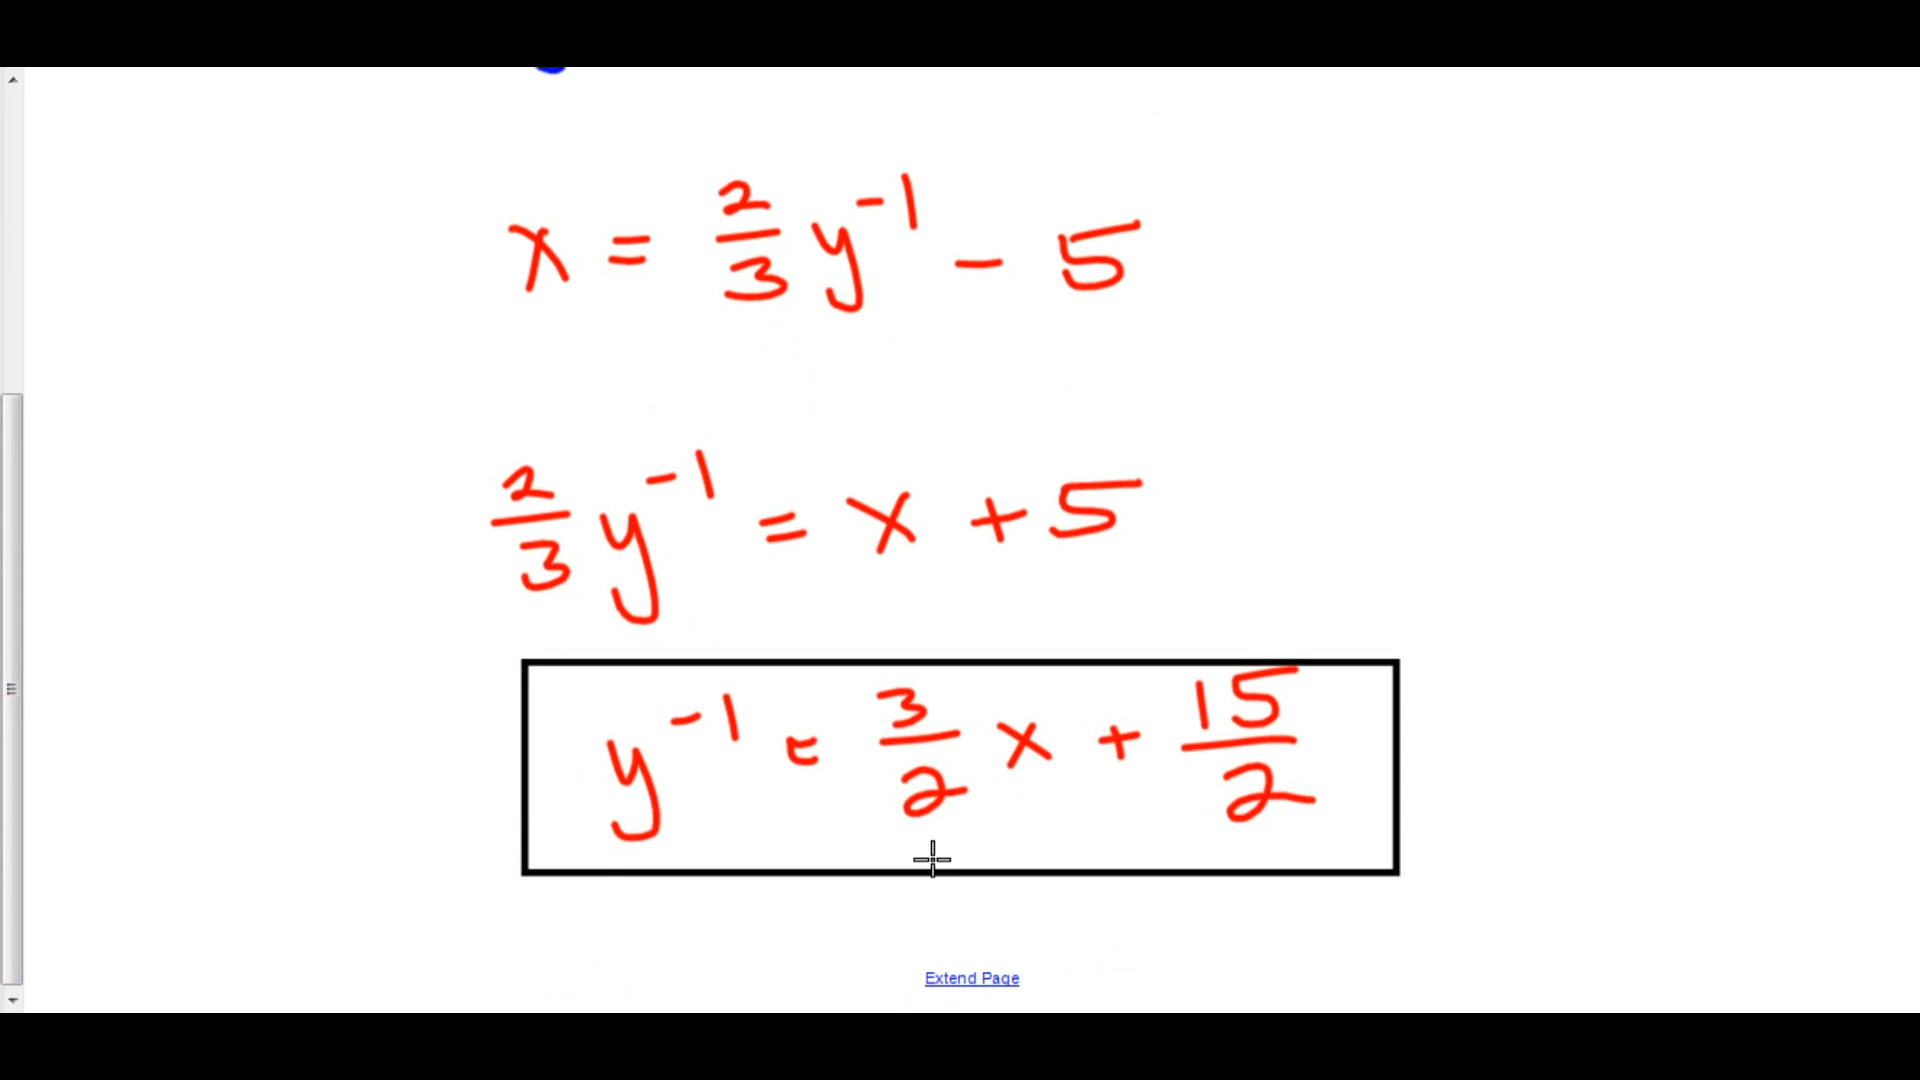 x = 2/3 y⁻¹ - 5
2/3 y⁻¹ = x + 5
y⁻¹ = 3/2 x + 15/2
Extend Page